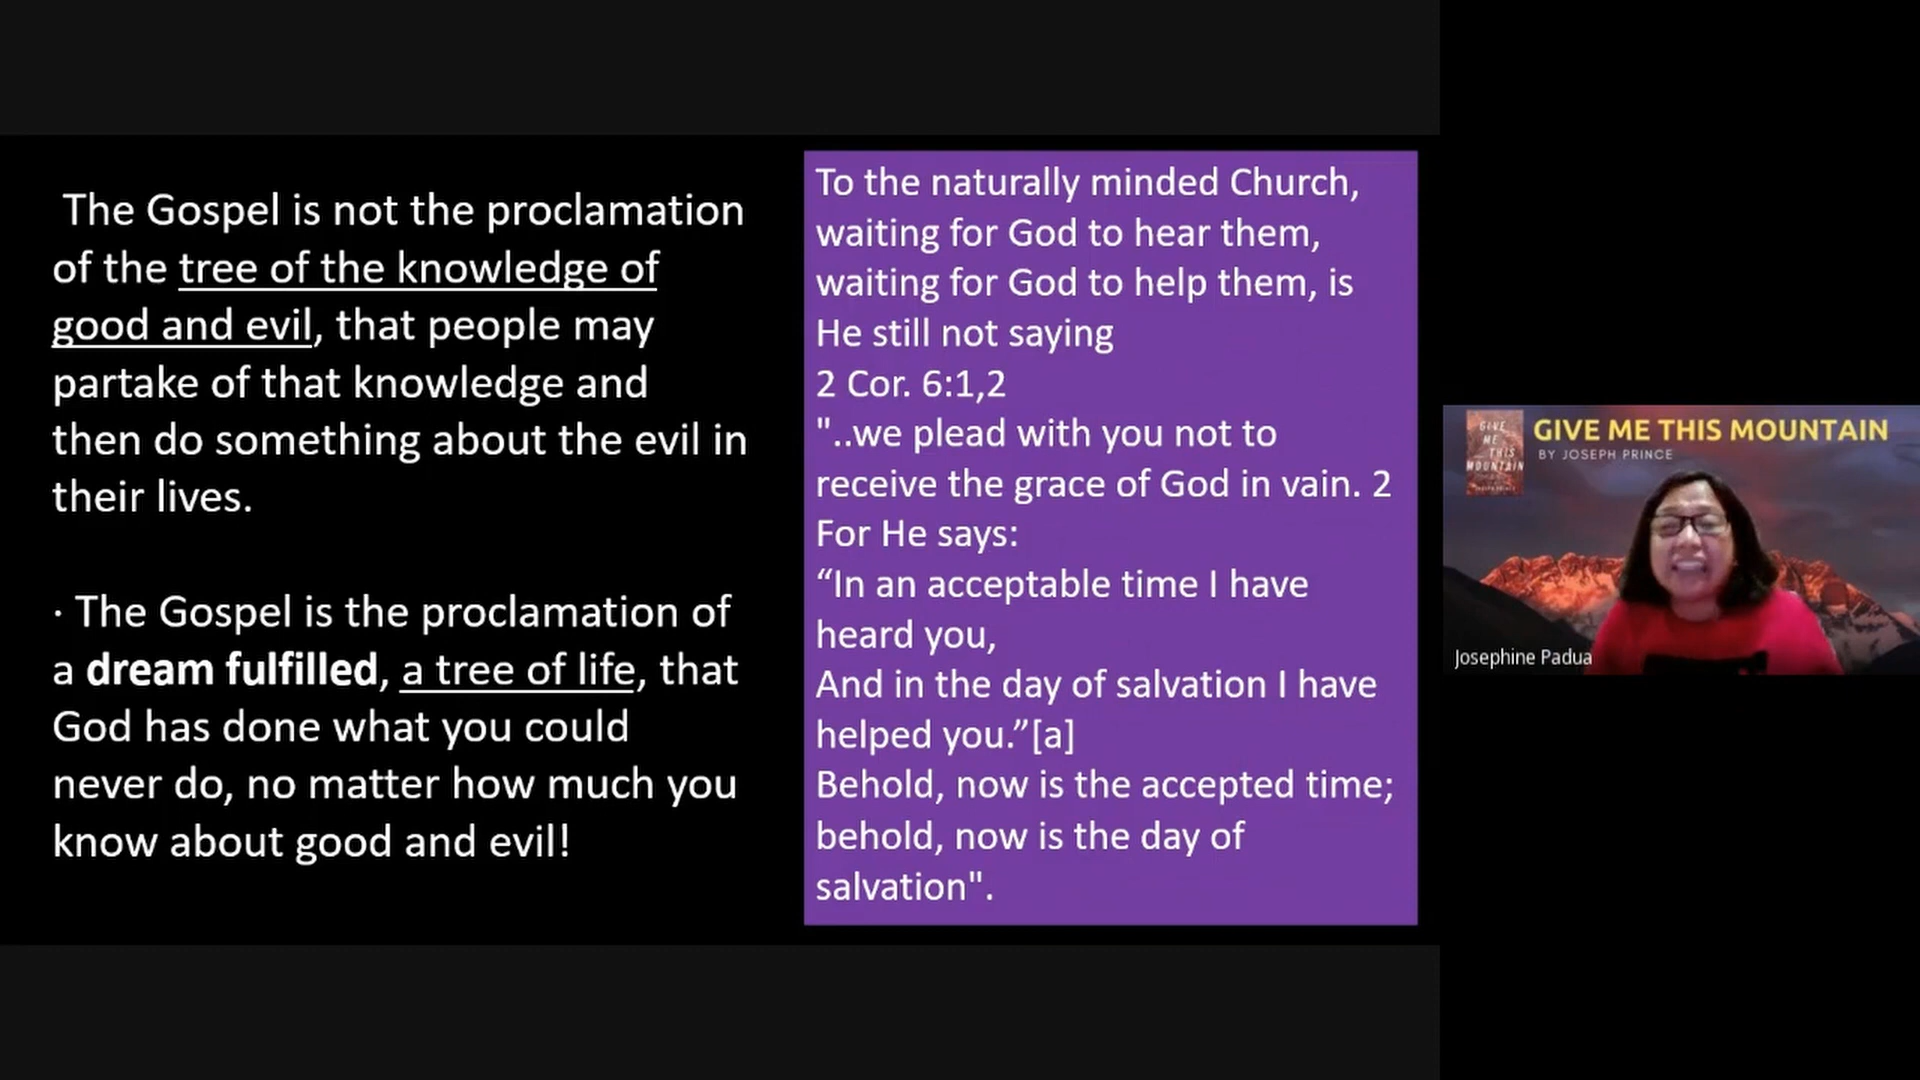 The Gospel is not the proclamation
of the tree of the knowledge of
good and evil, that people may
partake of that knowledge and
then do something about the evil in
their lives.
· The Gospel is the proclamation of
a dream fulfilled, a tree of life, that
God has done what you could
never do, no matter how much you
know about good and evil!
To the naturally minded Church,
waiting for God to hear them,
waiting for God to help them, is
He still not saying
2 Cor. 6:1,2
"..we plead with you not to
receive the grace of God in vain. 2
For He says:
“In an acceptable time I have
heard you,
And in the day of salvation I have
helped you.”[a]
Behold, now is the accepted time;
behold, now is the day of
salvation".
GIVE
ME
THIS
MOUNTAIN
GIVE ME THIS MOUNTAIN
BY JOSEPH PRINCE
Josephine Padua